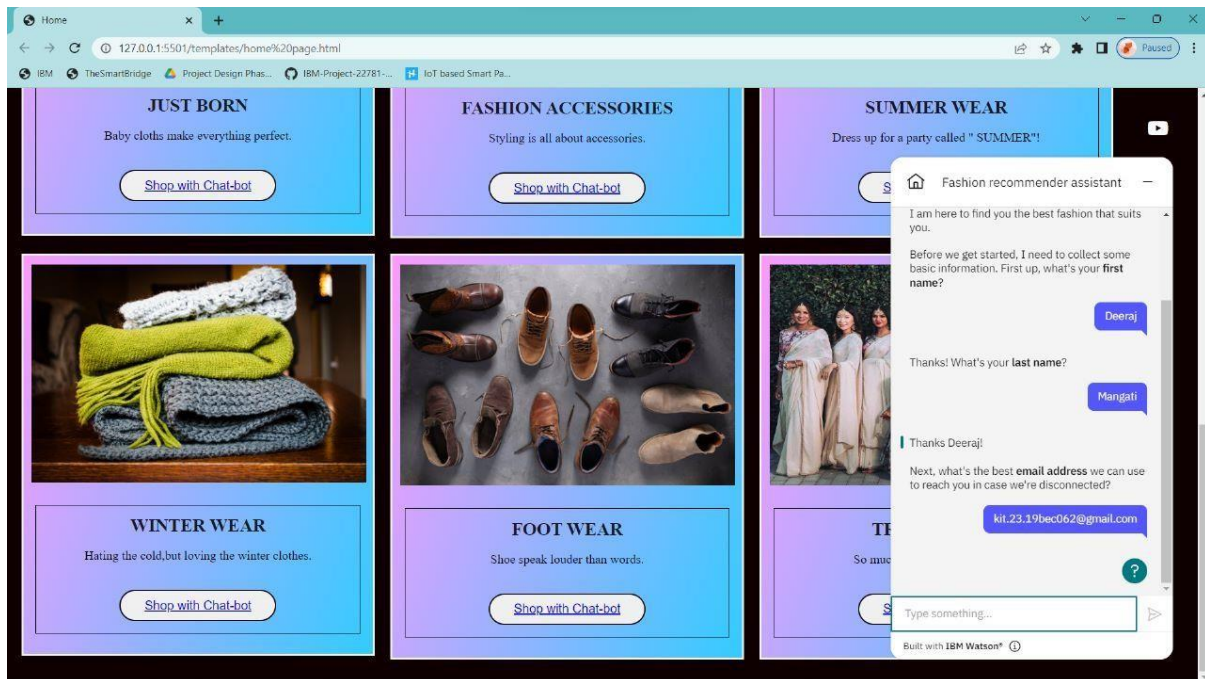 Home
127.0.0.1:5501/templates/home%20page.html
Paused
IBM
TheSmartBridge
Project Design Phas...
IBM-Project-22781-...
IoT based Smart Pa...
JUST BORN
Baby cloths make everything perfect.
Shop with Chat-bot
FASHION ACCESSORIES
Styling is all about accessories.
Shop with Chat-bot
SUMMER WEAR
Dress up for a party called " SUMMER"!
S
WINTER WEAR
Hating the cold,but loving the winter clothes.
Shop with Chat-bot
FOOT WEAR
Shoe speak louder than words.
Shop with Chat-bot
So muc
S
Fashion recommender assistant
I am here to find you the best fashion that suits
you.
Before we get started, I need to collect some
basic information. First up, what's your first
name?
Deeraj
Thanks! What's your last name?
Mangati
Thanks Deeraj!
Next, what's the best email address we can use
to reach you in case we're disconnected?
kit.23.19bec062@gmail.com
?
Type something...
Built with IBM Watson®